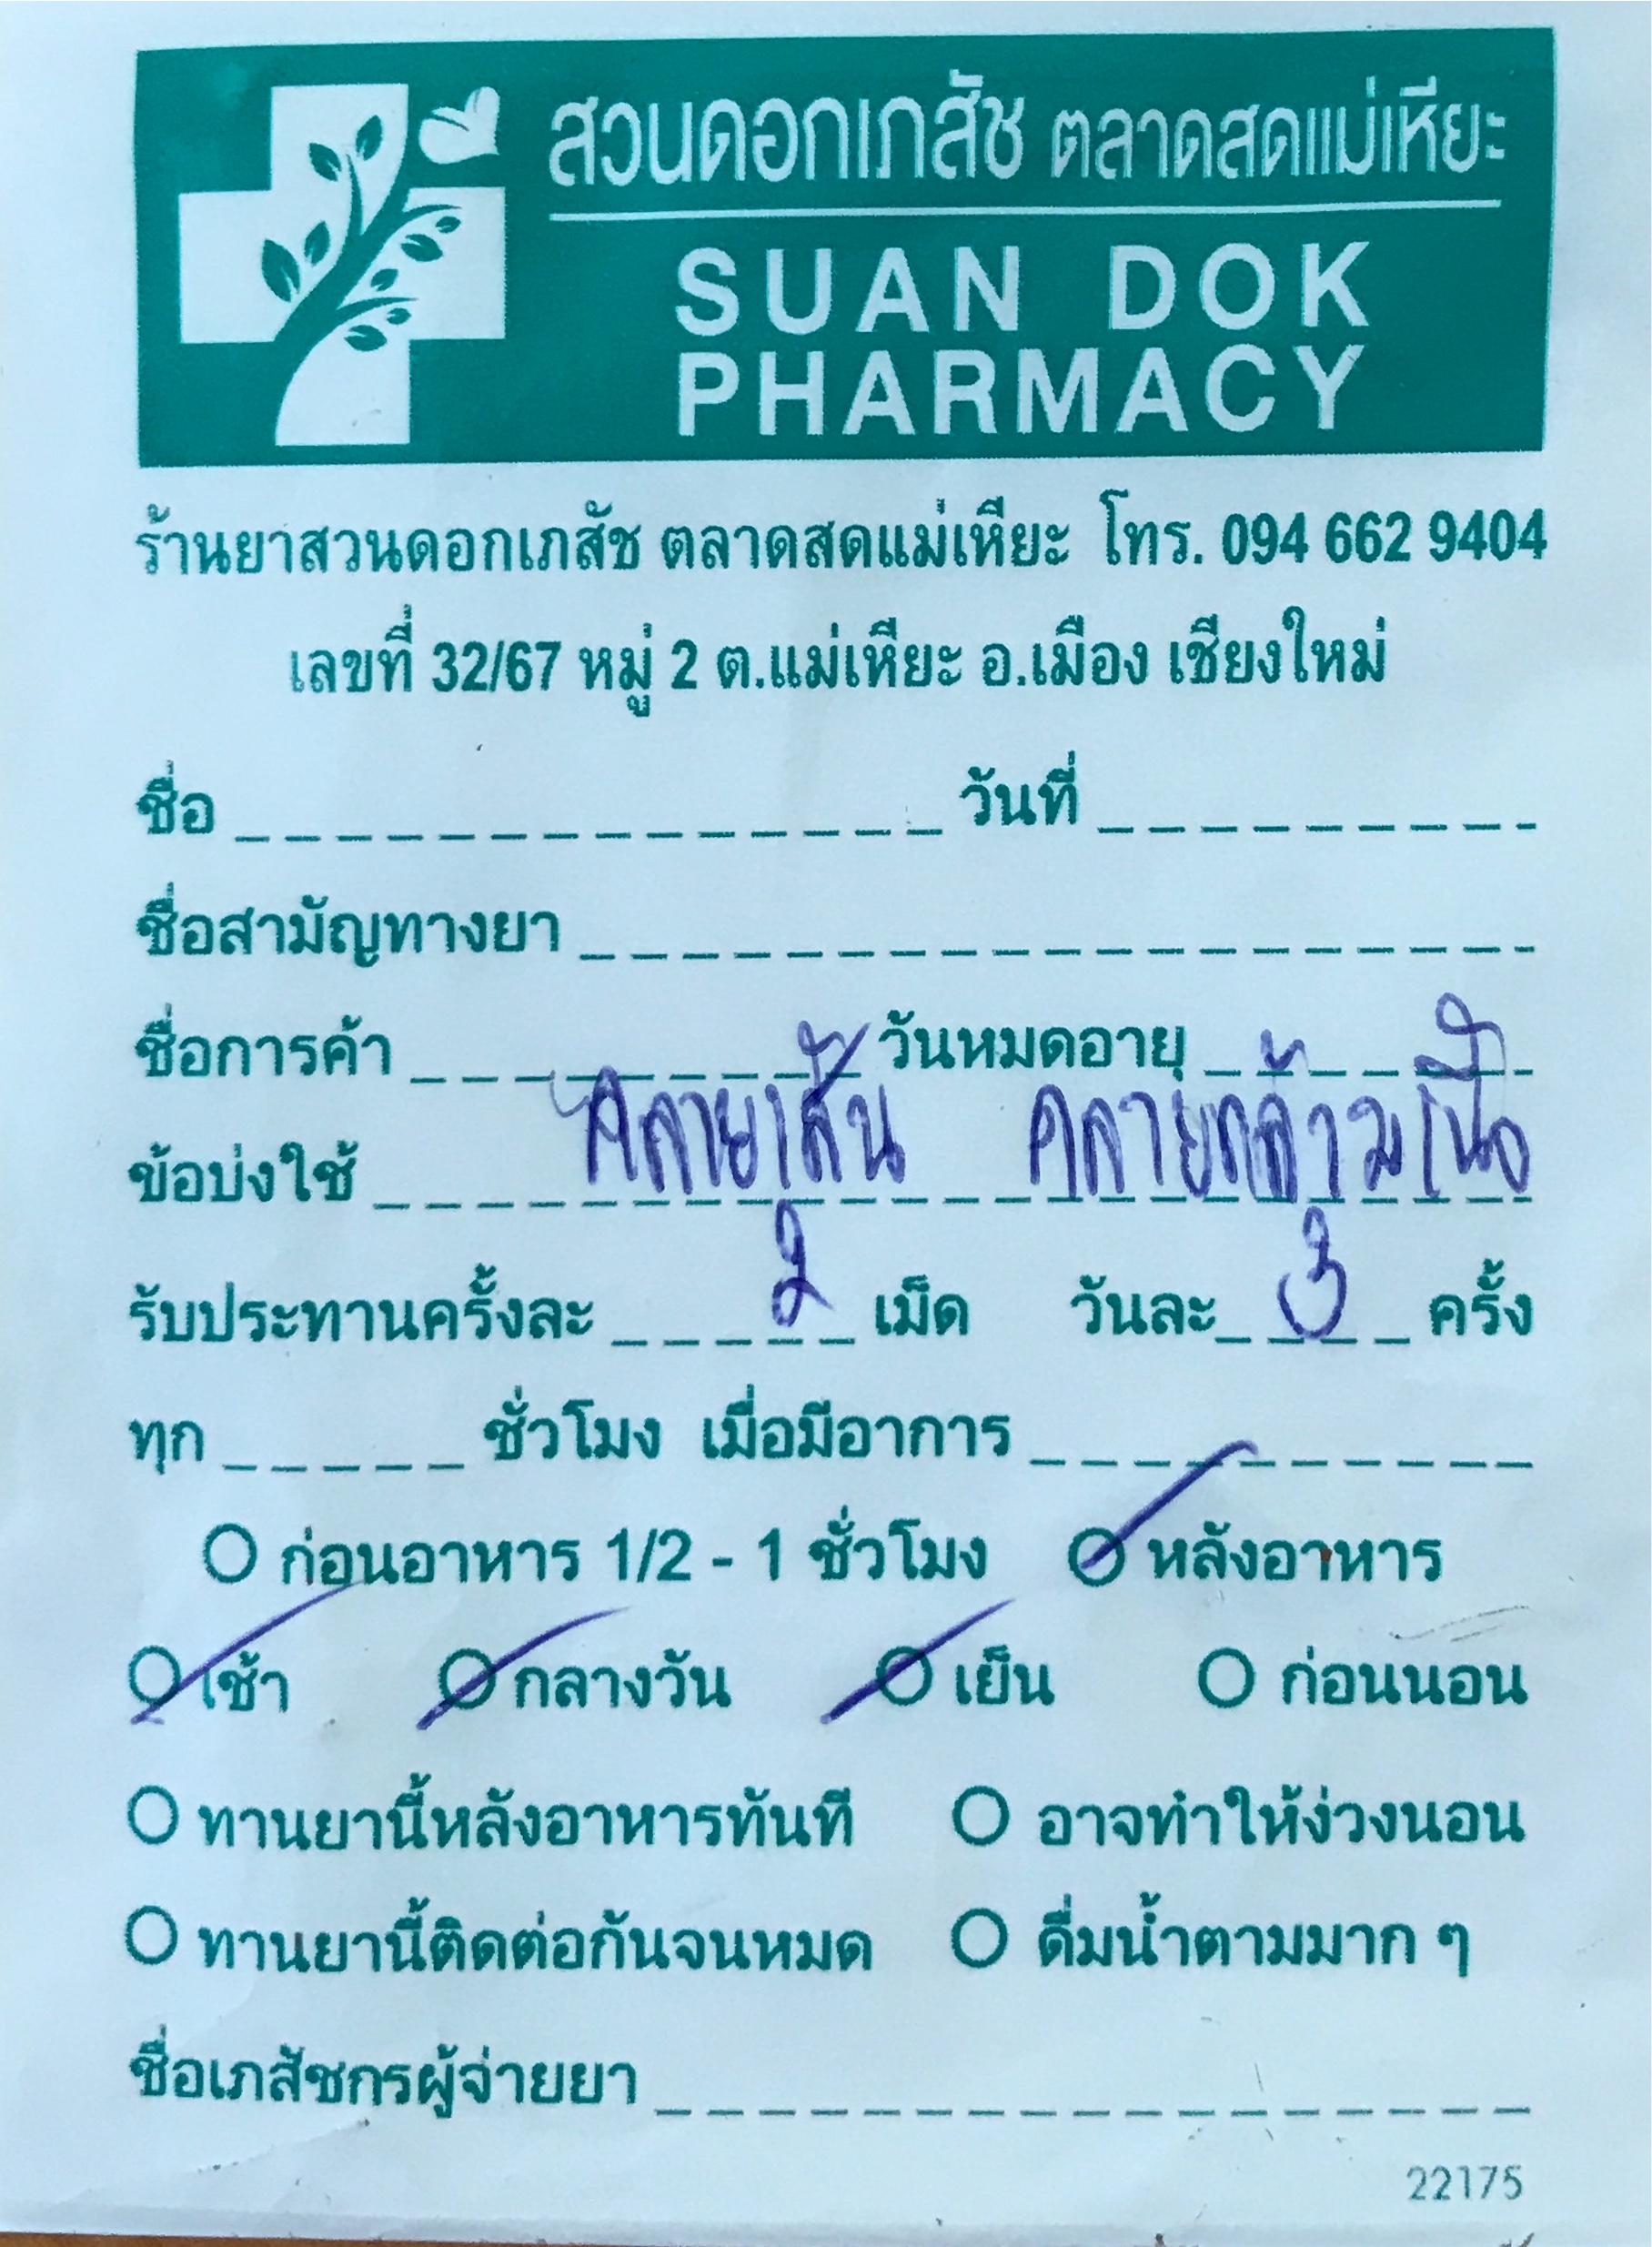 สวนดอกเภสัช ตลาดสดแม่เหียะ
SUAN DOK
PHARMACY
ร้านยาสวนดอกเภสัช ตลาดสดแม่เหียะ โทร. 094 662 9404
เลขที่ 32/67 หมู่ 2 ต.แม่เหียะ อ.เมือง เชียงใหม่
ชื่อ วันที่
ชื่อสามัญทางยา
ชื่อการค้า วันหมดอายุ
ข้อบ่งใช้ คลายเส้น คลายกล้ามเนื้อ
รับประทานครั้งละ 2 เม็ด วันละ 3 ครั้ง
ทุก ชั่วโมง เมื่อมีอาการ
ก่อนอาหาร 1/2 - 1 ชั่วโมง หลังอาหาร
เช้า กลางวัน เย็น ก่อนนอน
ทานยานี้หลังอาหารทันที อาจทำให้ง่วงนอน
ทานยานี้ติดต่อกันจนหมด ดื่มน้ำตามมาก ๆ
ชื่อเภสัชกรผู้จ่ายยา
22175